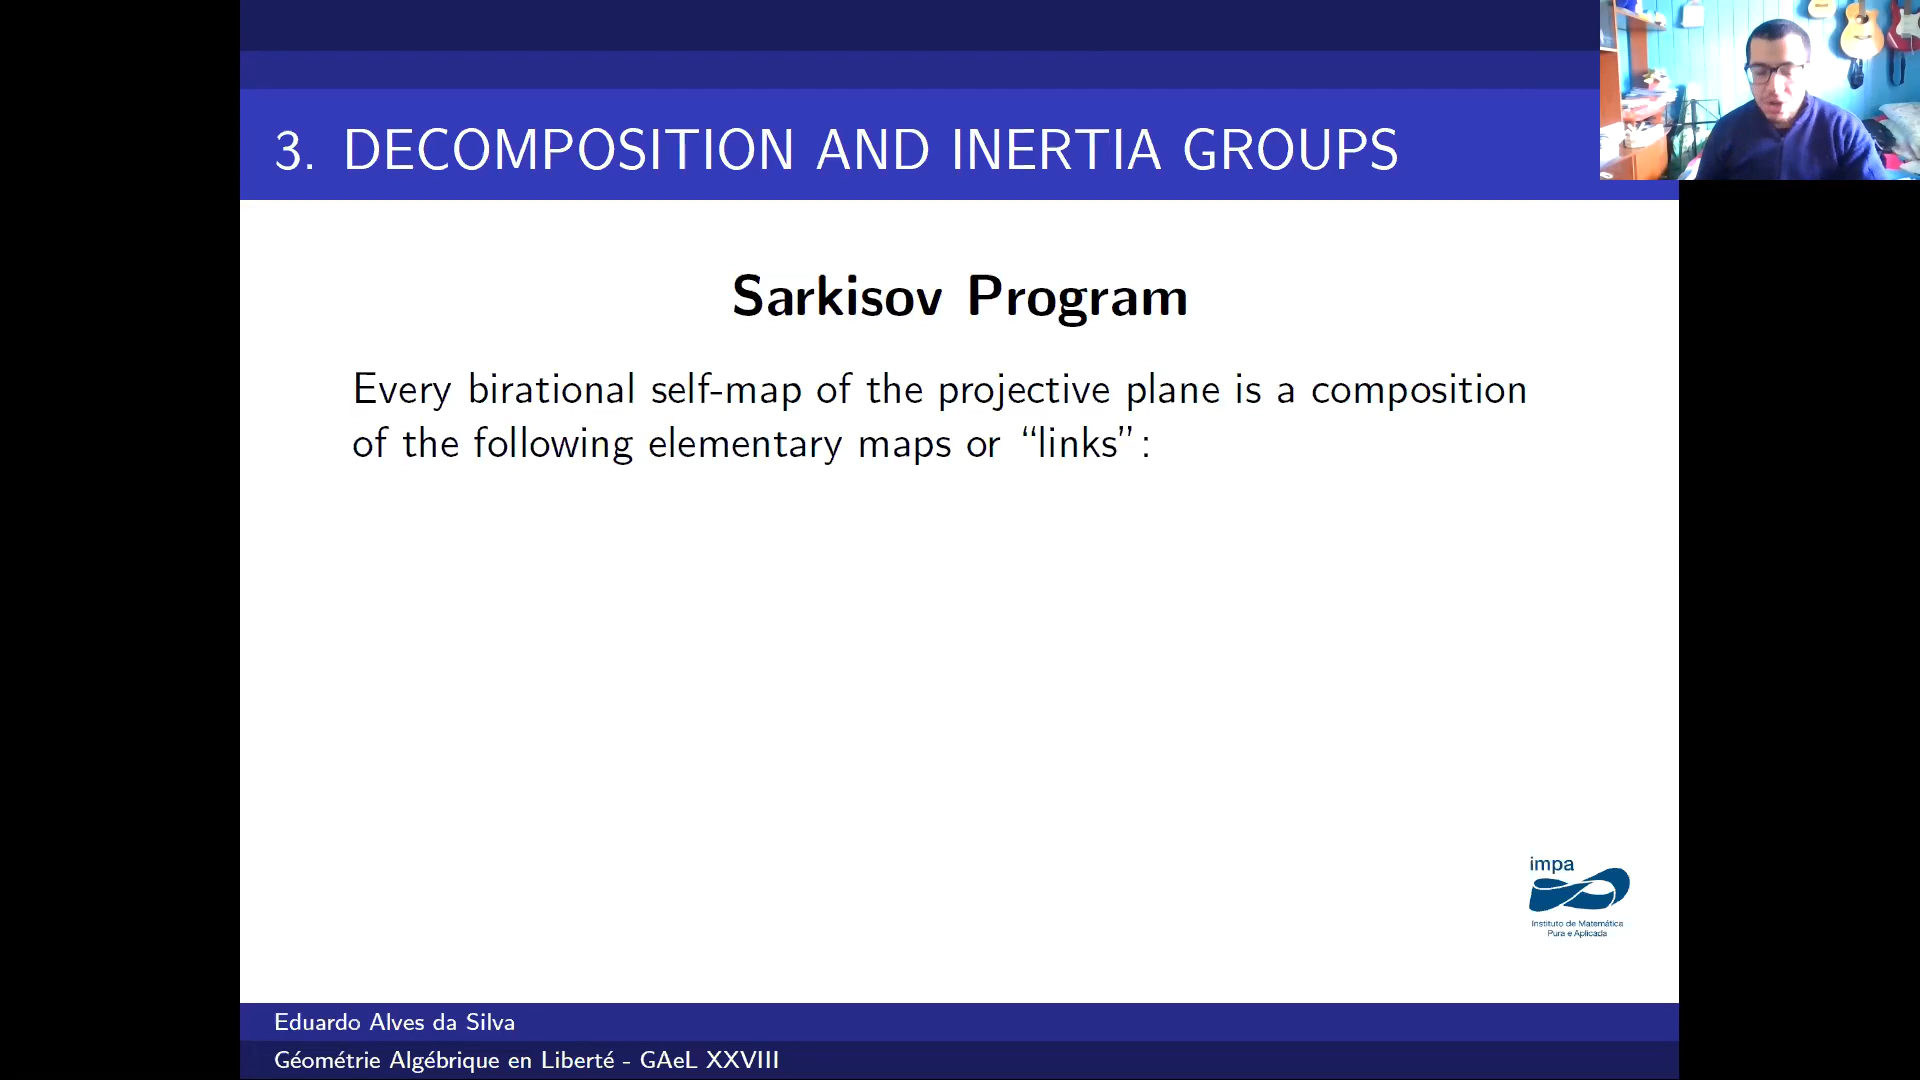 3. DECOMPOSITION AND INERTIA GROUPS
Sarkisov Program
Every birational self-map of the projective plane is a composition
of the following elementary maps or “links”:
impa
Instituto de Matemática
Pura e Aplicada
Eduardo Alves da Silva
Géométrie Algébrique en Liberté - GAeL XXVIII